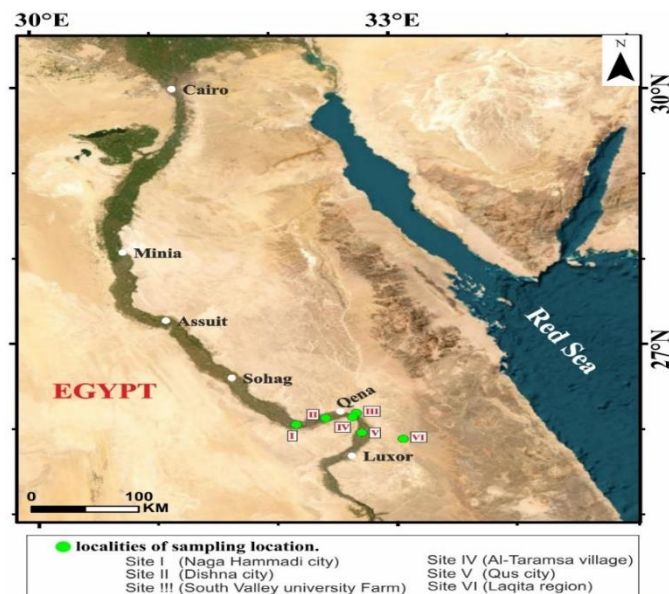 30°E 33°E
N
Cairo
30°N
Minia
Assuit
27°N
Red Sea
Sohag
EGYPT
Qena
II
III
IV
I
V
VI
Luxor
0 100
KM
localities of sampling location.
Site I (Naga Hammadi city) Site IV (Al-Taramsa village)
Site II (Dishna city) Site V (Qus city)
Site !!! (South Valley university Farm) Site VI (Laqita region)